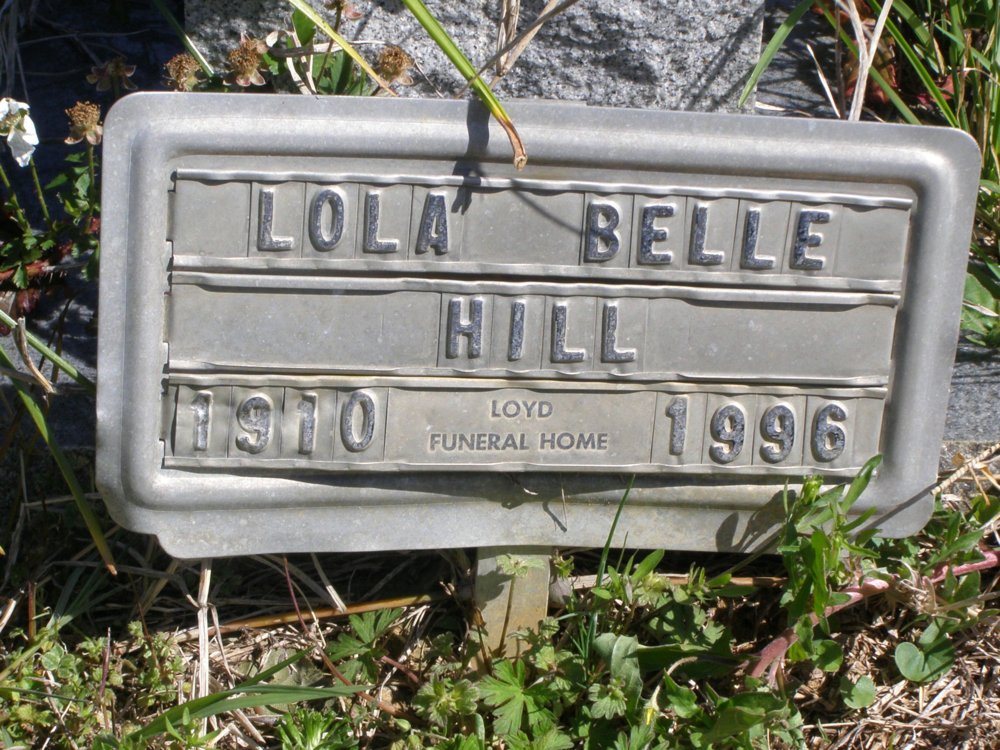 LOLA BELLE
HILL
1910 LOYD FUNERAL HOME 1996